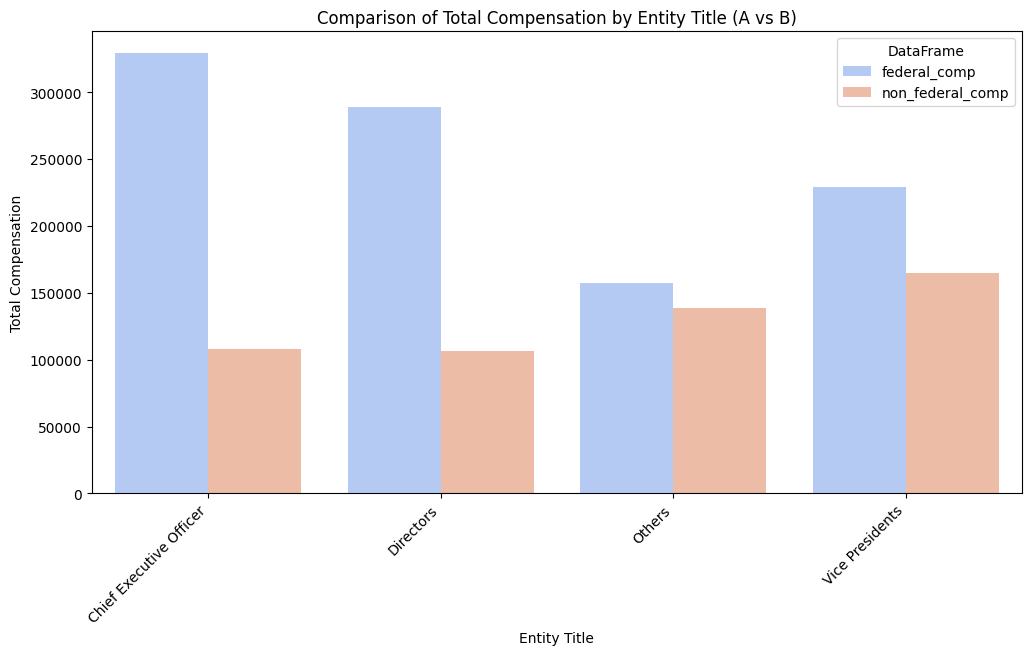 Comparison of Total Compensation by Entity Title (A vs B)
DataFrame
federal_comp
non_federal_comp
Total Compensation
300000
250000
200000
150000
100000
50000
0
Chief Executive Officer
Directors
Others
Vice Presidents
Entity Title